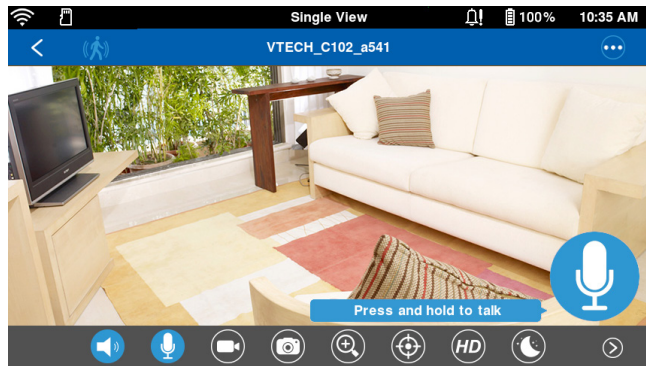 Single View
100%
10:35 AM
VTECH_C102_a541
Press and hold to talk
HD